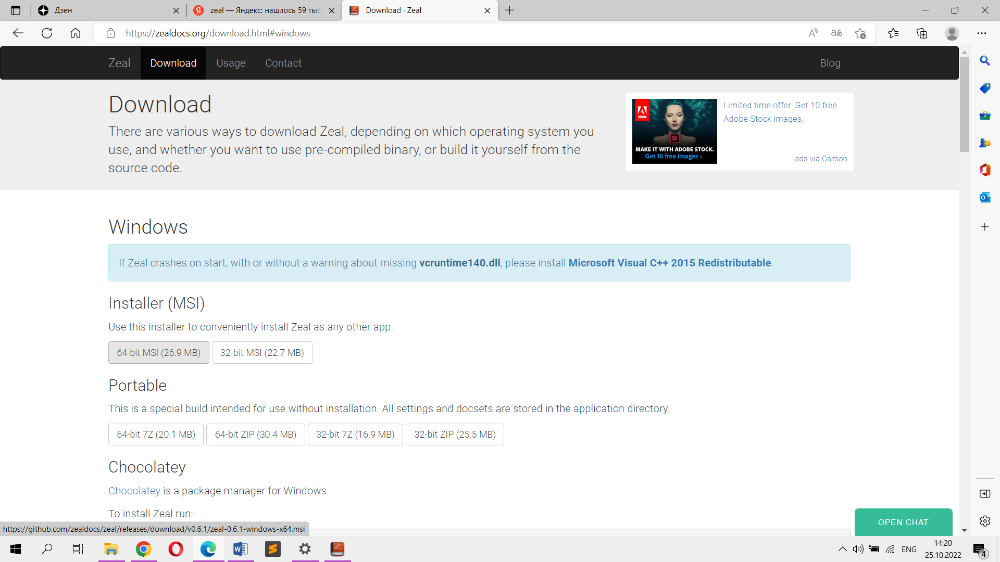 Дзен
zeal — Яндекс: нашлось 59 тыс.
Download · Zeal
https://zealdocs.org/download.html#windows
Zeal
Download
Usage
Contact
Blog
Download
There are various ways to download Zeal, depending on which operating system you
use, and whether you want to use pre-compiled binary, or build it yourself from the
source code.
Adobe
St
MAKE IT WITH ADOBE STOCK.
Get 10 free images ›
Limited time offer: Get 10 free
Adobe Stock images.
ads via Carbon
Windows
If Zeal crashes on start, with or without a warning about missing vcruntime140.dll, please install Microsoft Visual C++ 2015 Redistributable.
Installer (MSI)
Use this installer to conveniently install Zeal as any other app.
64-bit MSI (26.9 MB)
32-bit MSI (22.7 MB)
Portable
This is a special build intended for use without installation. All settings and docsets are stored in the application directory.
64-bit 7Z (20.1 MB)
64-bit ZIP (30.4 MB)
32-bit 7Z (16.9 MB)
32-bit ZIP (25.5 MB)
Chocolatey
Chocolatey is a package manager for Windows.
To install Zeal run:
OPEN CHAT
https://github.com/zealdocs/zeal/releases/download/v0.6.1/zeal-0.6.1-windows-x64.msi
ENG
14:20
25.10.2022
4